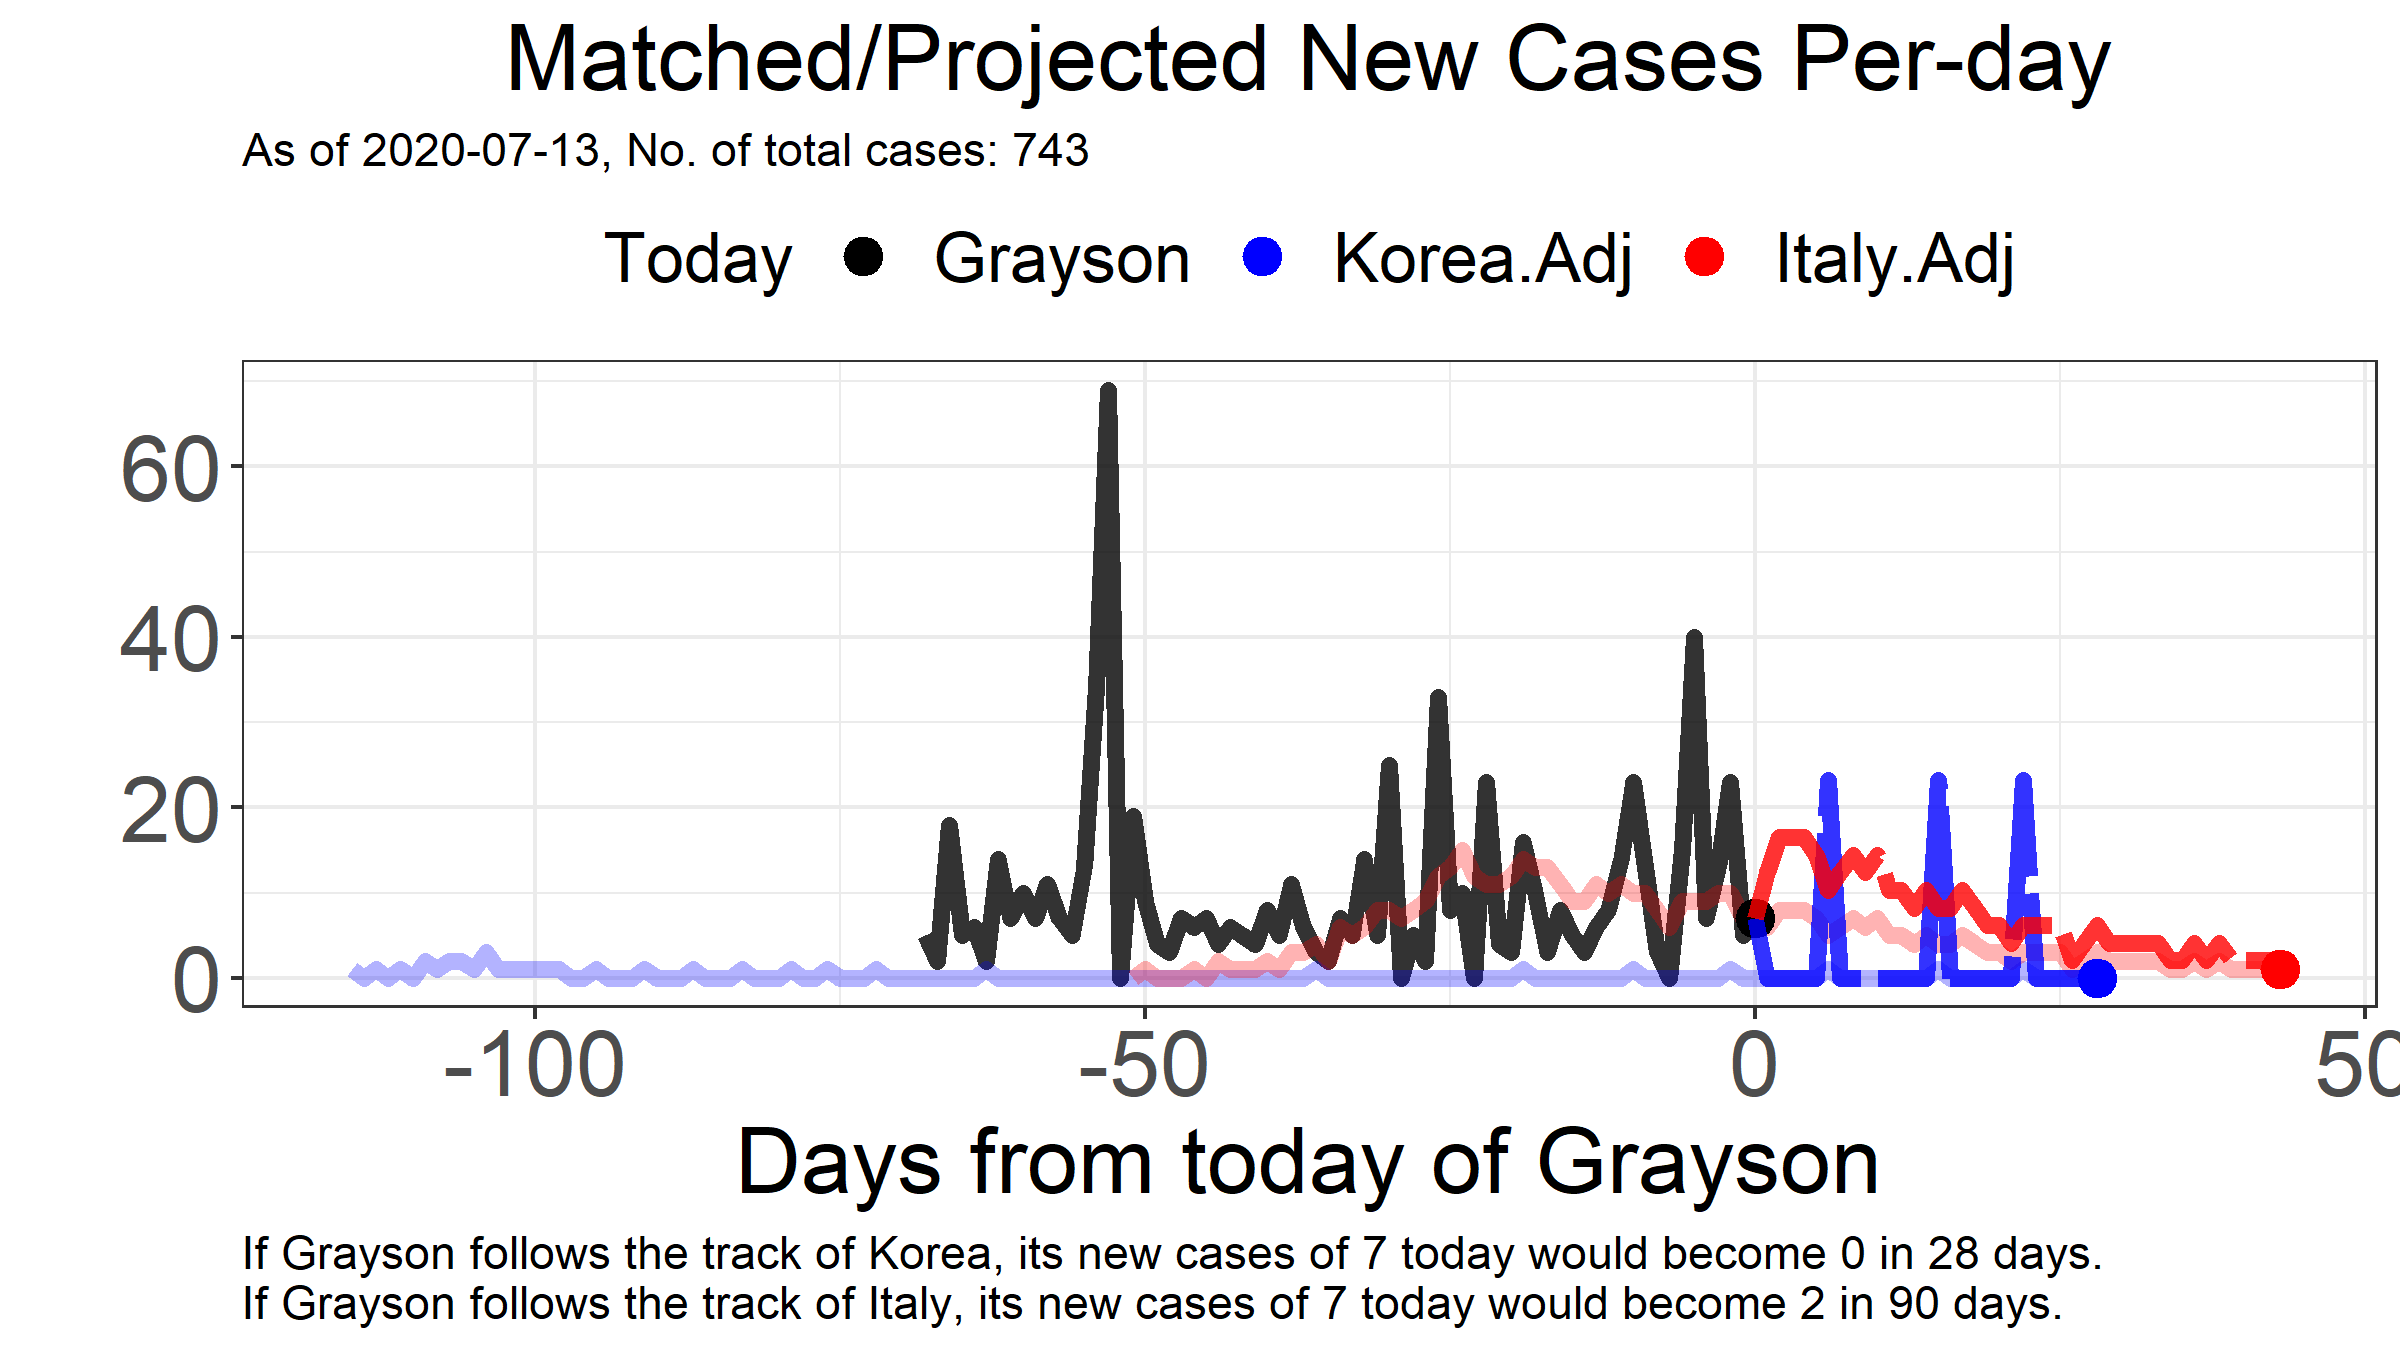 Matched/Projected New Cases Per-day
As of 2020-07-13, No. of total cases: 743
Today Grayson Korea.Adj Italy.Adj
60
40
20
0
-100 -50 0 50
Days from today of Grayson
If Grayson follows the track of Korea, its new cases of 7 today would become 0 in 28 days.
If Grayson follows the track of Italy, its new cases of 7 today would become 2 in 90 days.